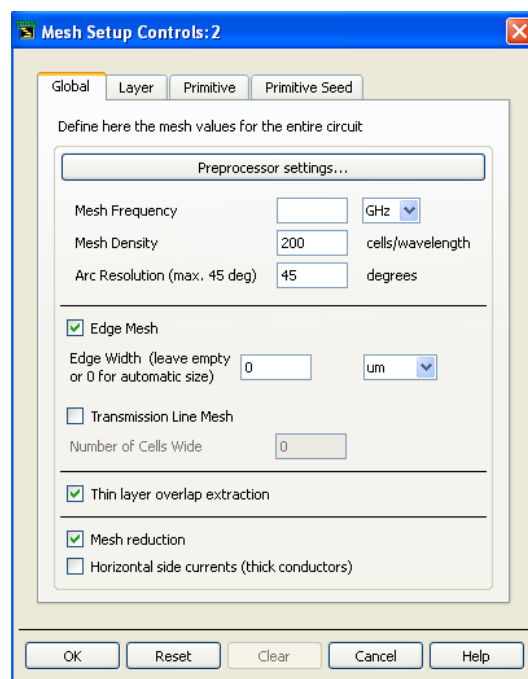 Mesh Setup Controls:2
Global Layer Primitive Primitive Seed
Define here the mesh values for the entire circuit
Preprocessor settings...
Mesh Frequency GHz
Mesh Density 200 cells/wavelength
Arc Resolution (max. 45 deg) 45 degrees
Edge Mesh
Edge Width (leave empty
or 0 for automatic size) 0 um
Transmission Line Mesh
Number of Cells Wide 0
Thin layer overlap extraction
Mesh reduction
Horizontal side currents (thick conductors)
OK Reset Clear Cancel Help